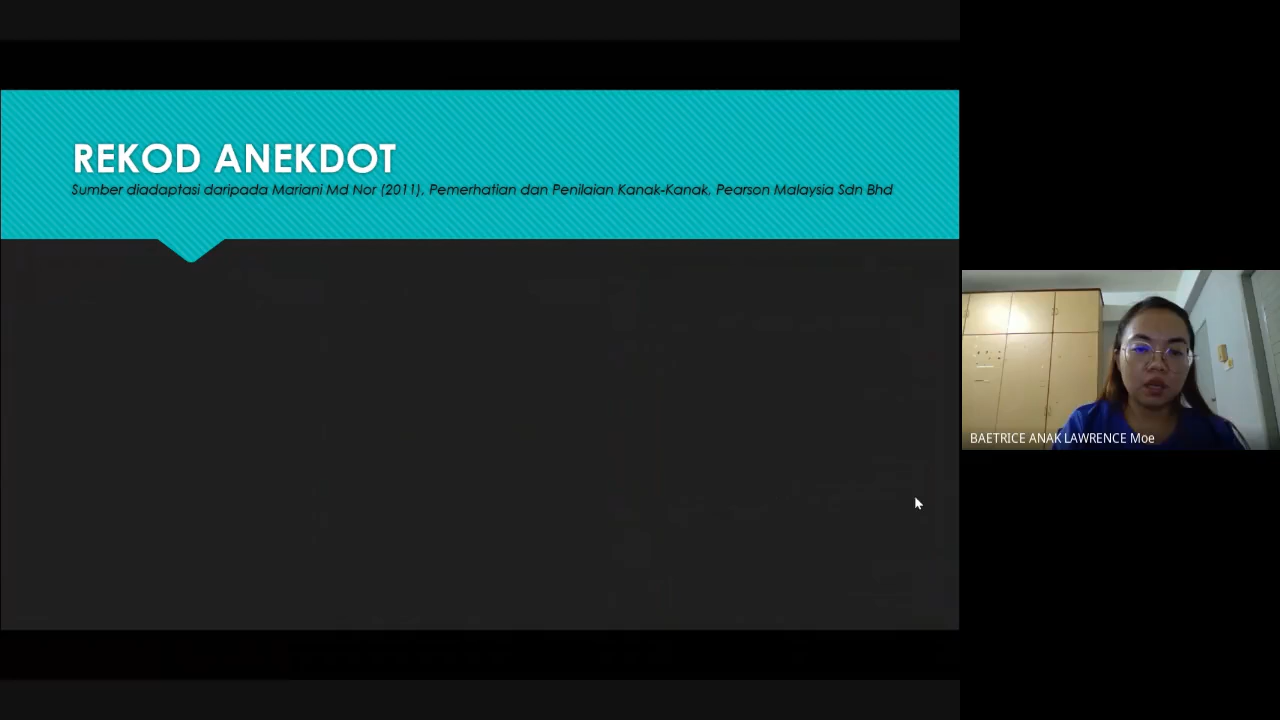 REKOD ANEKDOT
Sumber diadaptasi daripada Mariani Md Nor (2011), Pemerhatian dan Penilaian Kanak-Kanak, Pearson Malaysia Sdn Bhd
BAETRICE ANAK LAWRENCE Moe